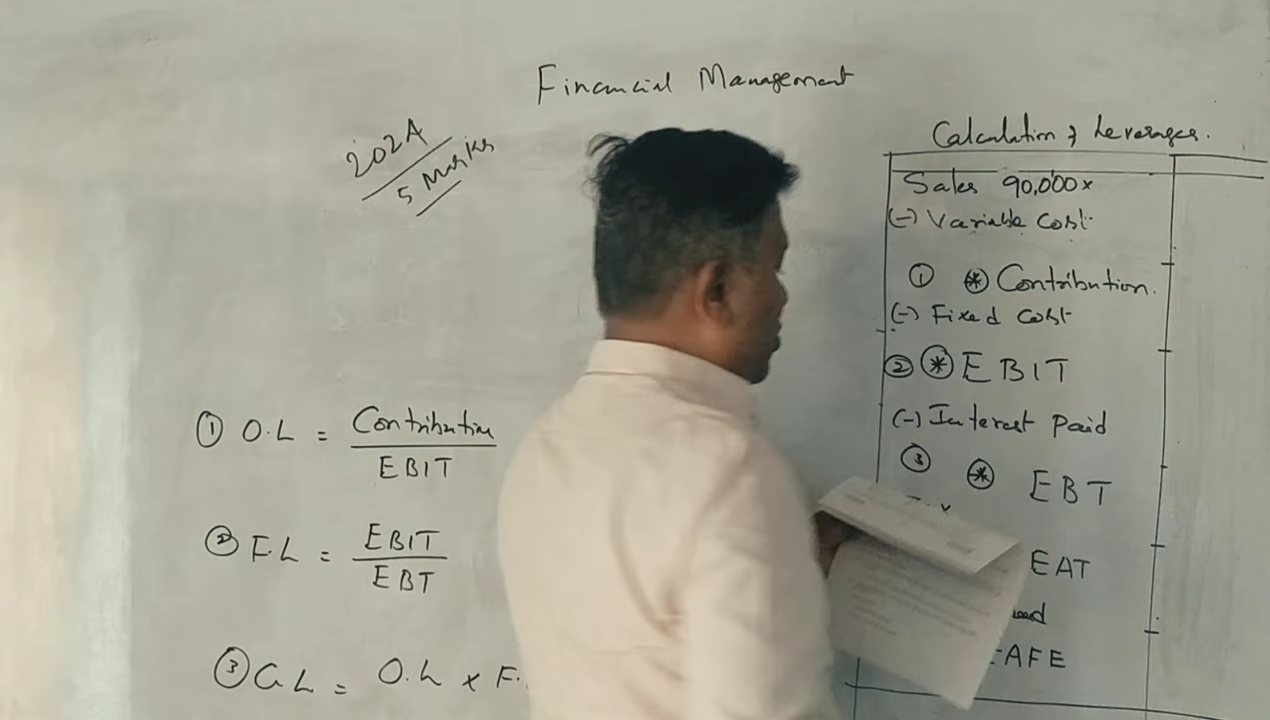 Financial Management
2024
5 Marks
① O.L = Contribution
EBIT
② F.L = EBIT
EBT
③ C.L = O.L x F.
Calculation of Leverages.
Sales 90,000x
(-) Variable Cost
① * Contribution.
(-) Fixed Cost
② * EBIT
(-) Interest Paid
③ * EBT
EAT
AFE